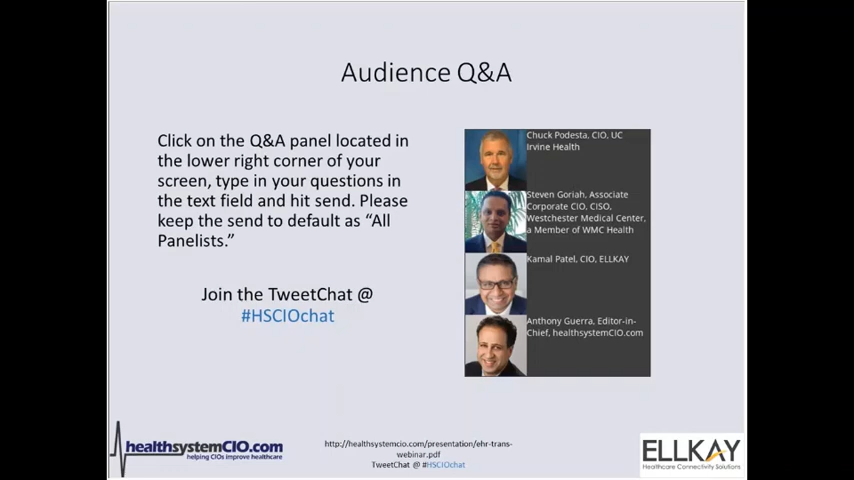 Audience Q&A
Click on the Q&A panel located in
the lower right corner of your
screen, type in your questions in
the text field and hit send. Please
keep the send to default as “All
Panelists.”
Join the TweetChat @
#HSCIOchat
Chuck Podesta, CIO, UC
Irvine Health
Steven Goriah, Associate
Corporate CIO, CISO,
Westchester Medical Center,
a Member of WMC Health
Kamal Patel, CIO, ELLKAY
Anthony Guerra, Editor-in-
Chief, healthsystemCIO.com
healthsystemCIO.com
helping CIOs improve healthcare
http://healthsystemcio.com/presentation/ehr-trans-
webinar.pdf
TweetChat @ #HSCIOchat
ELLKAY
Healthcare Connectivity Solutions